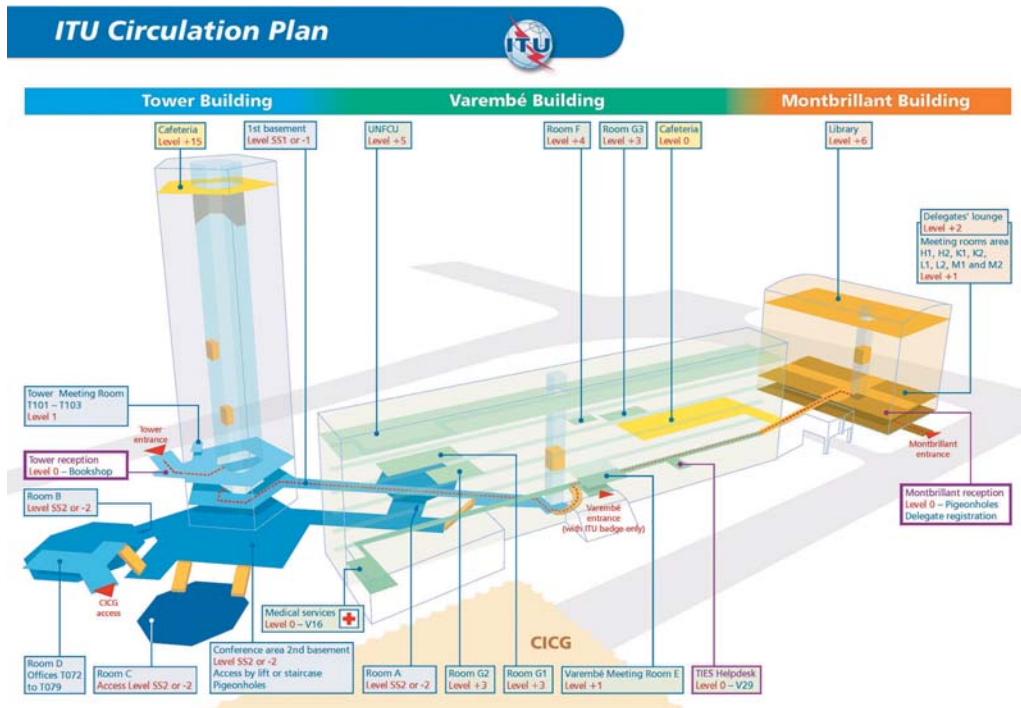 ITU Circulation Plan
ITU
Tower Building
Varembé Building
Montbrillant Building
Cafeteria
Level +15
1st basement
Level SS1 or -1
UNFCU
Level +5
Room F
Level +4
Room G3
Level +3
Cafeteria
Level 0
Library
Level +6
Delegates' lounge
Level +2
Meeting rooms area
H1, H2, K1, K2,
L1, L2, M1 and M2
Level +1
Tower Meeting Room
T101 – T103
Level 1
Tower
entrance
Tower reception
Level 0 – Bookshop
Room B
Level SS2 or -2
Montbrillant
entrance
Montbrillant reception
Level 0 – Pigeonholes
Delegate registration
Varembé
entrance
(with ITU badge only)
CICG
access
Medical services
Level 0 – V16
CICG
Room D
Offices T072
to T079
Room C
Access Level SS2 or -2
Conference area 2nd basement
Level SS2 or -2
Access by lift or staircase
Pigeonholes
Room A
Level SS2 or -2
Room G2
Level +3
Room G1
Level +3
Varembé Meeting Room E
Level +1
TIES Helpdesk
Level 0 – V29